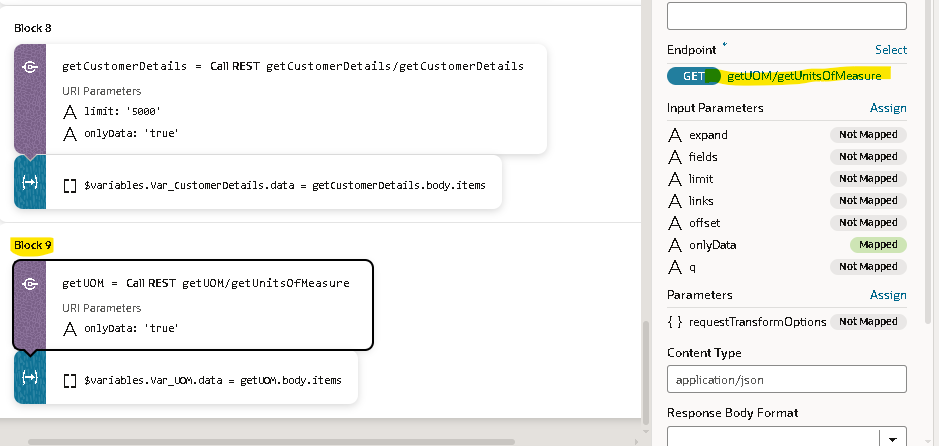 Block 8
getCustomerDetails = Call REST getCustomerDetails/getCustomerDetails
URI Parameters
A limit: '5000'
A onlyData: 'true'
[] $variables.Var_CustomerDetails.data = getCustomerDetails.body.items
Block 9
getUOM = Call REST getUOM/getUnitsOfMeasure
URI Parameters
A onlyData: 'true'
[] $variables.Var_UOM.data = getUOM.body.items
Endpoint * Select
GET getUOM/getUnitsOfMeasure
Input Parameters Assign
A expand Not Mapped
A fields Not Mapped
A limit Not Mapped
A links Not Mapped
A offset Not Mapped
A onlyData Mapped
A q Not Mapped
Parameters Assign
{ } requestTransformOptions Not Mapped
Content Type
application/json
Response Body Format